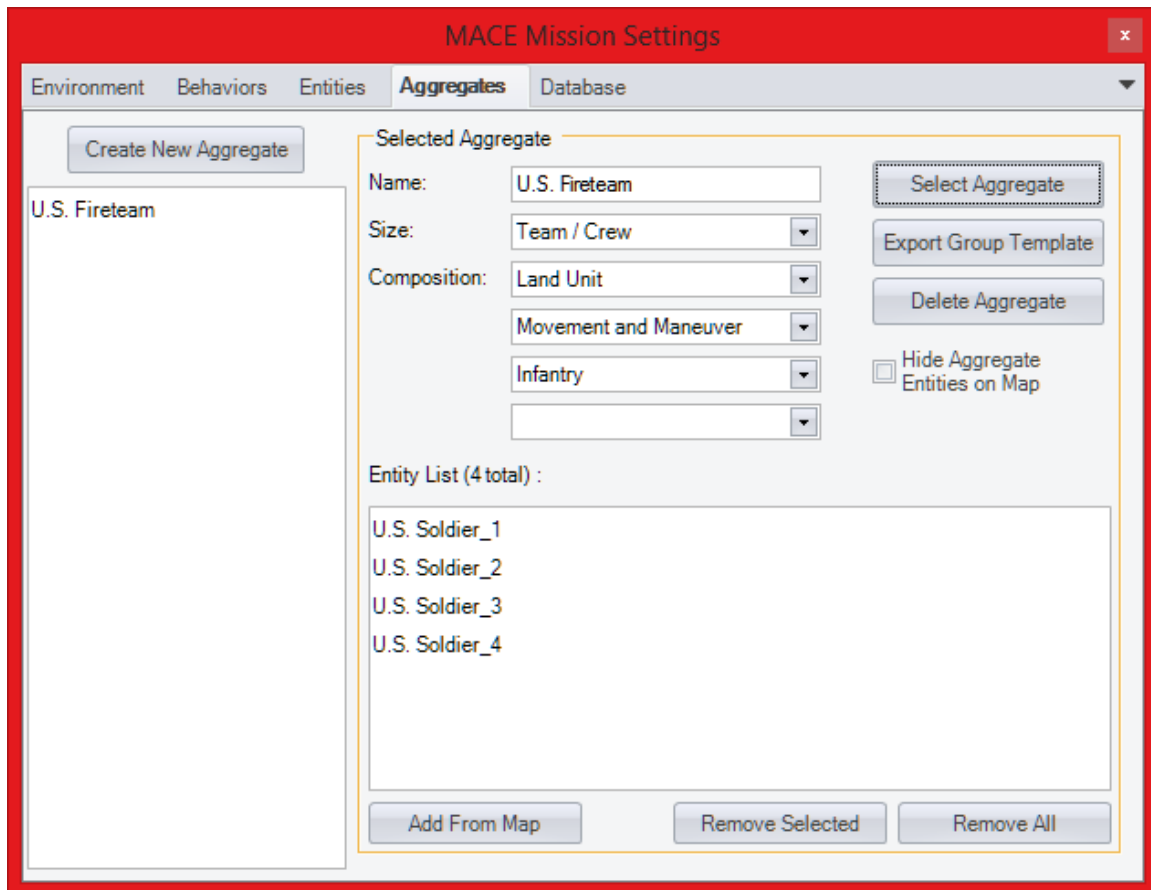 MACE Mission Settings
x
Environment Behaviors Entities Aggregates Database
Create New Aggregate
U.S. Fireteam
Selected Aggregate
Name: U.S. Fireteam
Size: Team / Crew
Composition: Land Unit
Movement and Maneuver
Infantry
Select Aggregate
Export Group Template
Delete Aggregate
Hide Aggregate
Entities on Map
Entity List (4 total) :
U.S. Soldier_1
U.S. Soldier_2
U.S. Soldier_3
U.S. Soldier_4
Add From Map Remove Selected Remove All